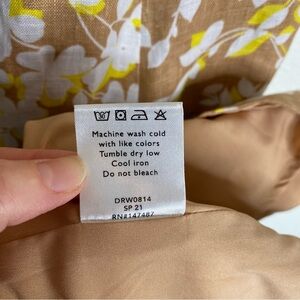 Machine wash cold
with like colors
Tumble dry low
Cool iron
Do not bleach
DRW0814
SP 21
RN#147487